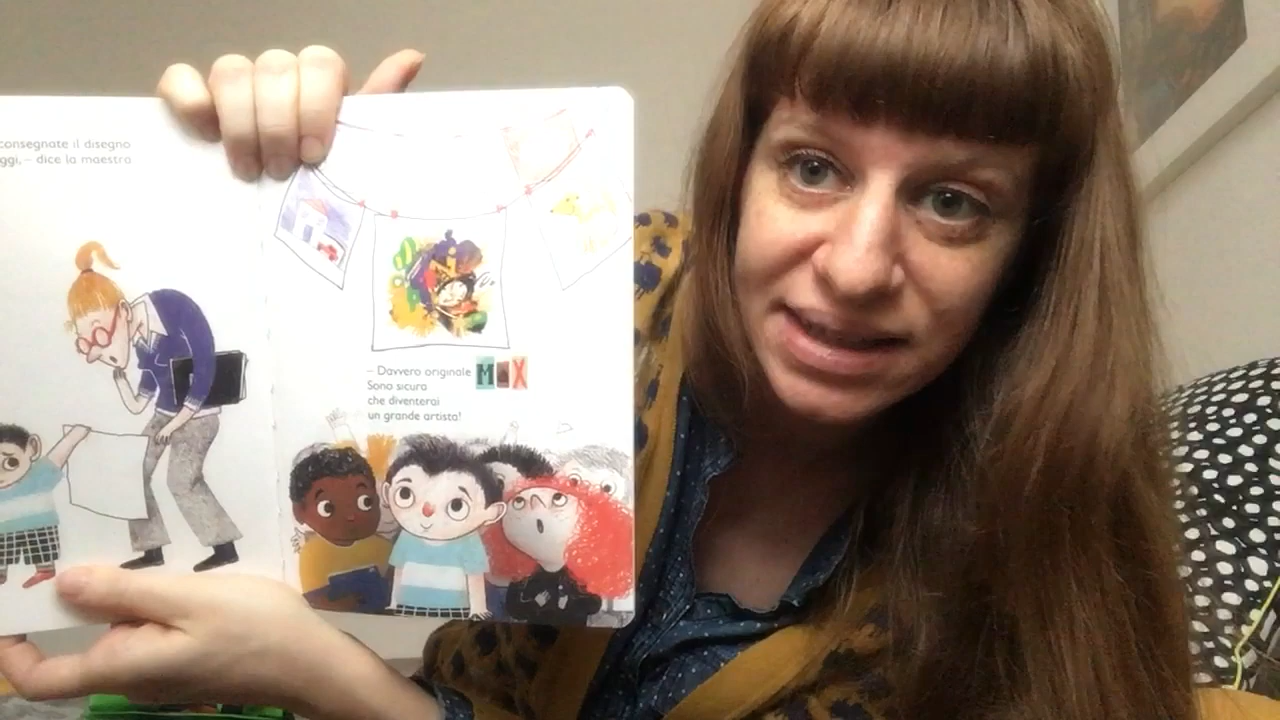 consegnate il disegno
ggi, – dice la maestra
– Davvero originale MaX
Sono sicura
che diventerai
un grande artista!